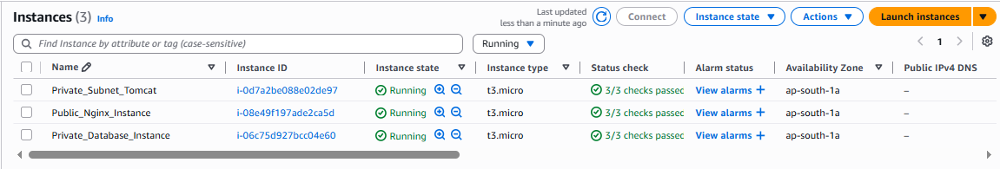 Instances (3) Info Last updated less than a minute ago Connect Instance state Actions Launch instances
Find Instance by attribute or tag (case-sensitive) Running 1
Name Instance ID Instance state Instance type Status check Alarm status Availability Zone Public IPv4 DNS
Private_Subnet_Tomcat i-0d7a2be088e02de97 Running t3.micro 3/3 checks passed View alarms + ap-south-1a –
Public_Nginx_Instance i-08e49f197ade2ca5d Running t3.micro 3/3 checks passed View alarms + ap-south-1a –
Private_Database_Instance i-06c75d927bcc04e60 Running t3.micro 3/3 checks passed View alarms + ap-south-1a –